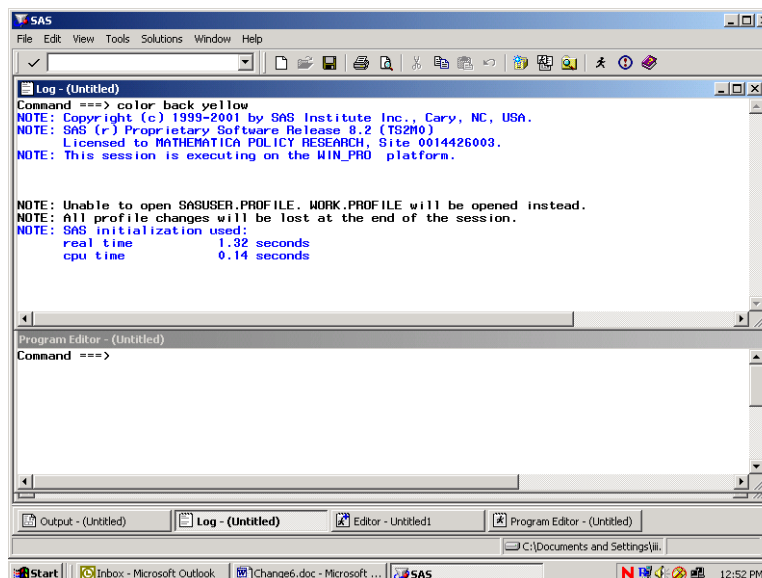 SAS
File Edit View Tools Solutions Window Help
Log - (Untitled)
Command ===> color back yellow
NOTE: Copyright (c) 1999-2001 by SAS Institute Inc., Cary, NC, USA.
NOTE: SAS (r) Proprietary Software Release 8.2 (TS2M0)
Licensed to MATHEMATICA POLICY RESEARCH, Site 0014426003.
NOTE: This session is executing on the WIN_PRO platform.
NOTE: Unable to open SASUSER.PROFILE. WORK.PROFILE will be opened instead.
NOTE: All profile changes will be lost at the end of the session.
NOTE: SAS initialization used:
real time 1.32 seconds
cpu time 0.14 seconds
Program Editor - (Untitled)
Command ===>
Output - (Untitled) Log - (Untitled) Editor - Untitled1 Program Editor - (Untitled)
C:\Documents and Settings\jii.
Start Inbox - Microsoft Outlook Change6.doc - Microsoft ... SAS N 12:52 PM